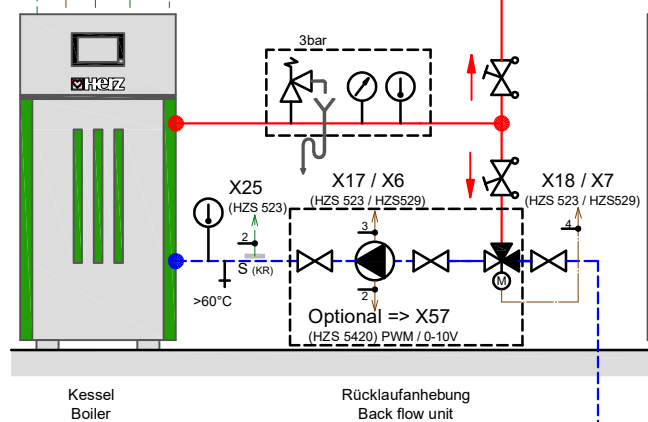 3bar
HERZ
X25
(HZS 523)
X17 / X6
(HZS 523 / HZS529)
X18 / X7
(HZS 523 / HZS529)
2
3
4
S (KR)
M
>60°C
2
Optional => X57
(HZS 5420) PWM / 0-10V
Kessel
Boiler
Rücklaufanhebung
Back flow unit